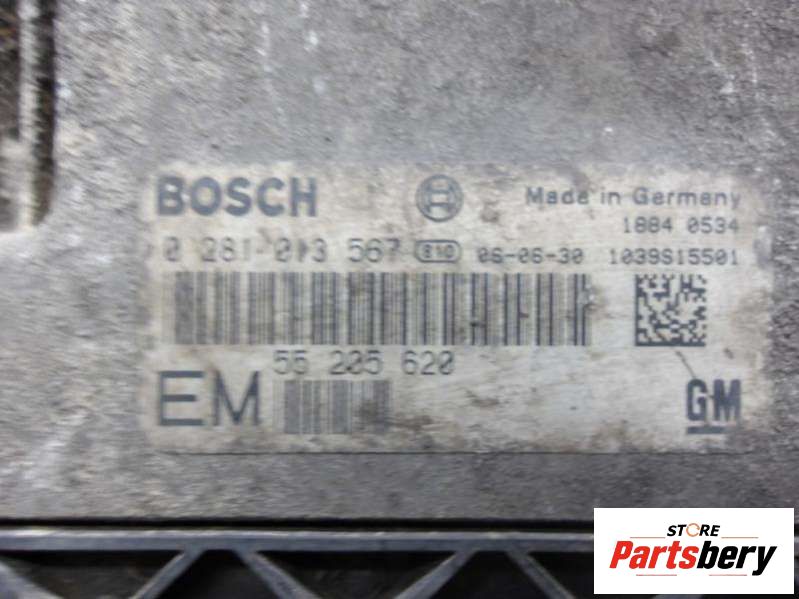 BOSCH Made in Germany
1884 0534
0 281 013 567 810 06-06-30 1039S15501
55 205 620
EM GM
STORE
Partsbery